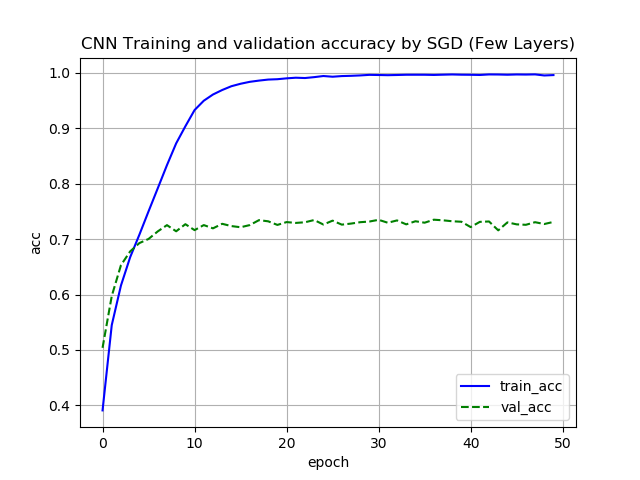 CNN Training and validation accuracy by SGD (Few Layers)
1.0
0.9
0.8
0.7
0.6
0.5
0.4
acc
0 10 20 30 40 50
epoch
train_acc
val_acc